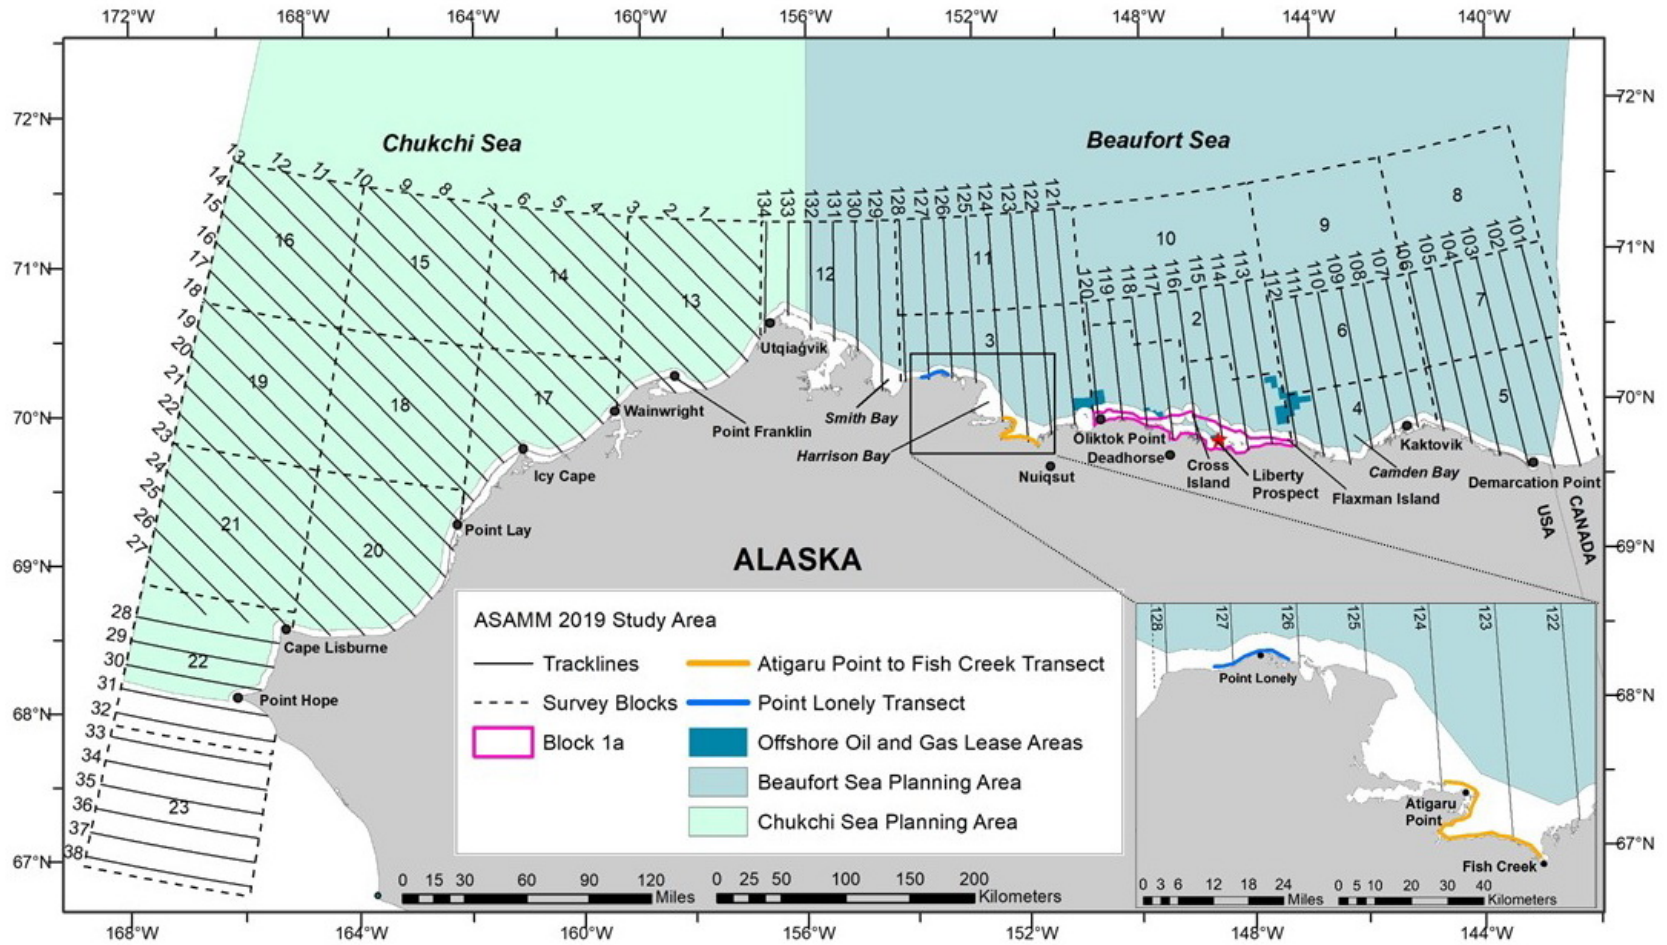 172°W 168°W 164°W 160°W 156°W 152°W 148°W 144°W 140°W
72°N
71°N
70°N
69°N
68°N
67°N
72°N
71°N
70°N
69°N
68°N
67°N
Chukchi Sea
Beaufort Sea
13 12 11 10 9 8 7 6 5 4 3 2 1
14
15
16
17
18
19
20
21
22
23
24
25
26
27
28
29
30
31
32
33
34
35
36
37
38
134 133 132 131 130 129 128 127 126 125 124 123 122 121
120 119 118 117 116 115 114 113 112 111 110 109 108 107 106 105 104 103 102 101
16
15
14
13
12
11
10
9
8
19
18
17
3
2
1
6
7
4
5
21
20
22
23
Utqiaġvik
Wainwright
Point Franklin
Smith Bay
Harrison Bay
Icy Cape
Point Lay
Cape Lisburne
Point Hope
Nuiqsut
Oliktok Point
Deadhorse
Cross
Island
Liberty
Prospect
Flaxman Island
Camden Bay
Kaktovik
Demarcation Point
USA
CANADA
ALASKA
ASAMM 2019 Study Area
Tracklines
Survey Blocks
Block 1a
Atigaru Point to Fish Creek Transect
Point Lonely Transect
Offshore Oil and Gas Lease Areas
Beaufort Sea Planning Area
Chukchi Sea Planning Area
0 15 30 60 90 120
Miles
0 25 50 100 150 200
Kilometers
128 127 126 125 124 123 122
Point Lonely
Atigaru
Point
Fish Creek
0 3 6 12 18 24
Miles
0 5 10 20 30 40
Kilometers
168°W 164°W 160°W 156°W 152°W 148°W 144°W